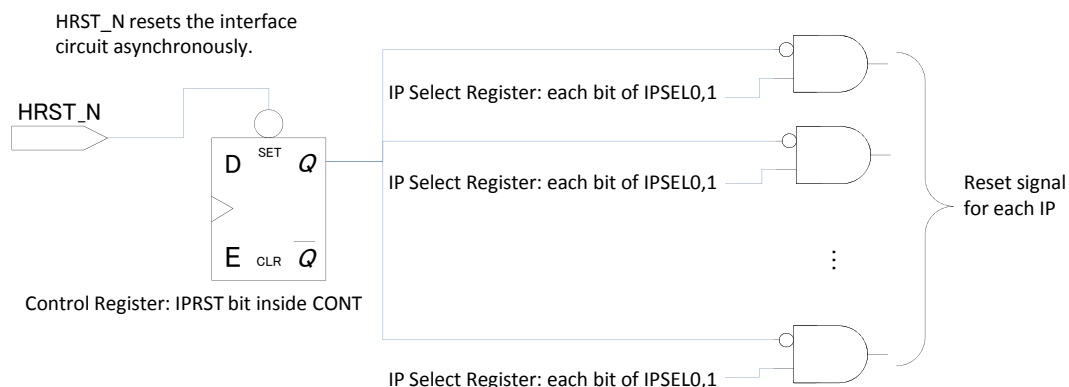 HRST_N resets the interface
circuit asynchronously.
HRST_N
D SET Q
E CLR Q
Control Register: IPRST bit inside CONT
IP Select Register: each bit of IPSEL0,1
IP Select Register: each bit of IPSEL0,1
⋮
IP Select Register: each bit of IPSEL0,1
Reset signal
for each IP